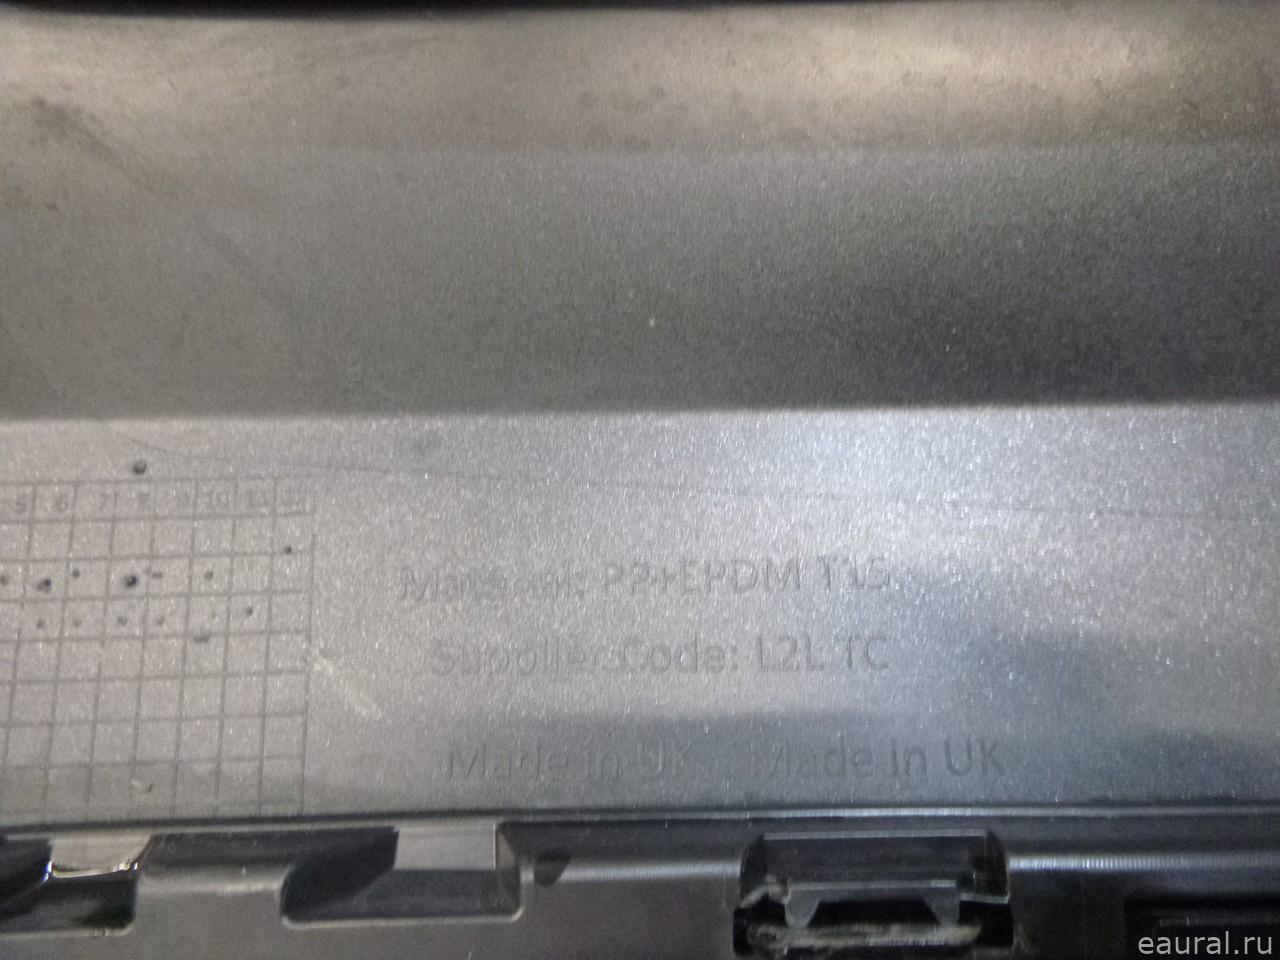 5 6 7 8 9 10 11 12
Material: PP+EPDM T15
Supplier Code: L2L TC
Made in UK Made in UK
eaural.ru